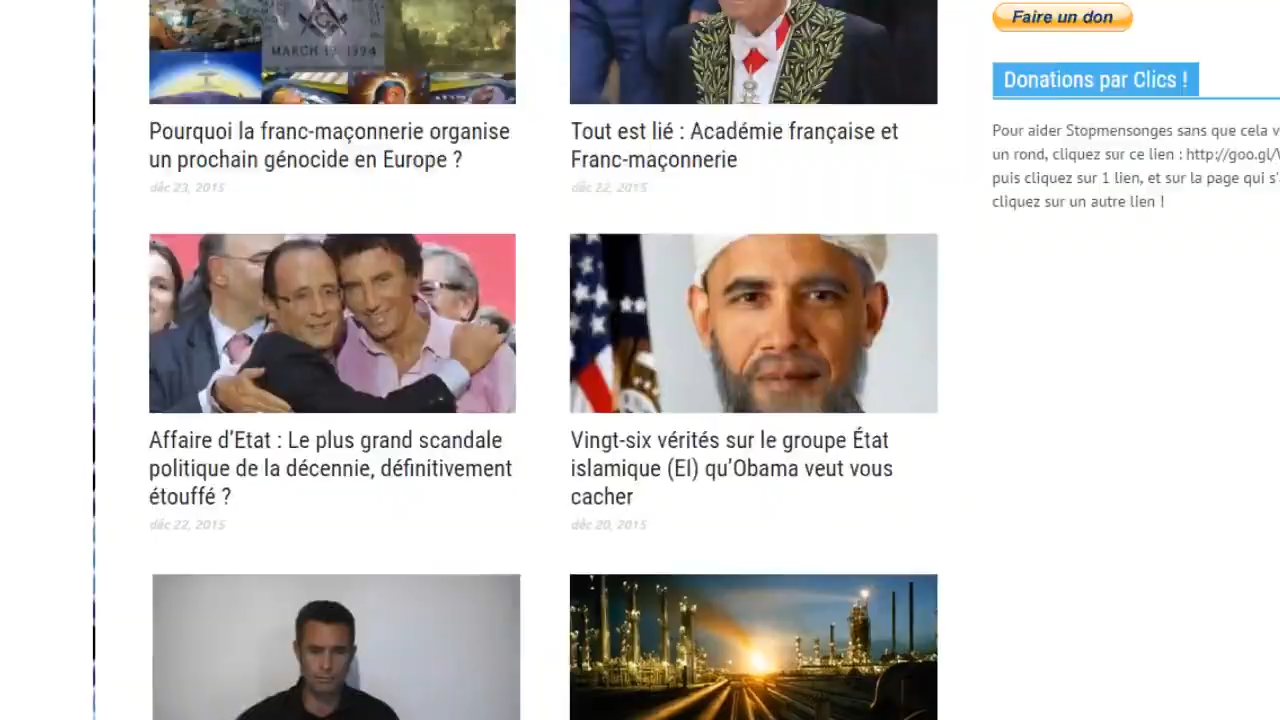 MARCH 19, 1994
Faire un don
Donations par Clics !
Pour aider Stopmensonges sans que cela v
un rond, cliquez sur ce lien : http://goo.gl/
puis cliquez sur 1 lien, et sur la page qui s'
cliquez sur un autre lien !
Pourquoi la franc-maçonnerie organise
un prochain génocide en Europe ?
déc 23, 2015
Tout est lié : Académie française et
Franc-maçonnerie
déc 22, 2015
Affaire d’Etat : Le plus grand scandale
politique de la décennie, définitivement
étouffé ?
déc 22, 2015
Vingt-six vérités sur le groupe État
islamique (EI) qu’Obama veut vous
cacher
déc 20, 2015